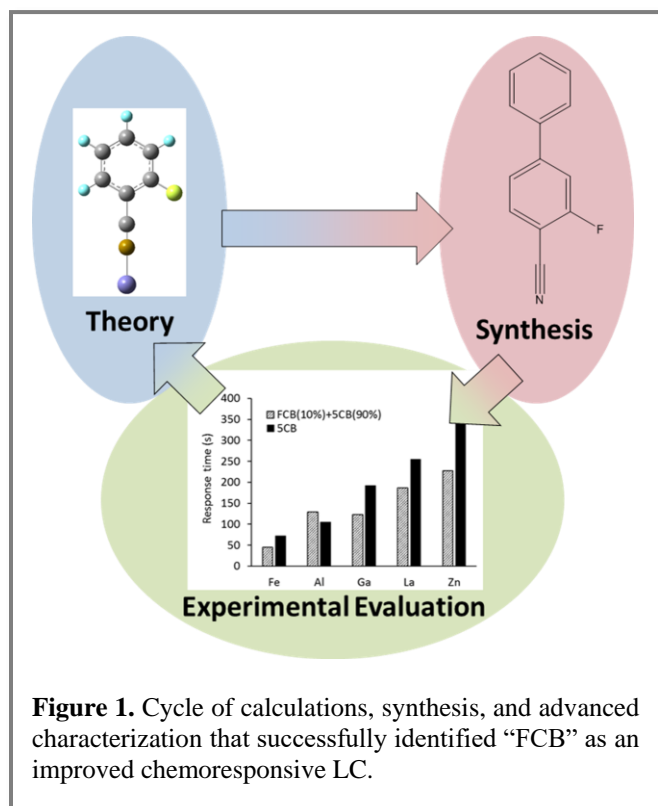 F
N
Theory
Synthesis
400
350
300
250
200
150
100
50
0
Response time (s)
FCB(10%)+5CB(90%)
5CB
Fe Al Ga La Zn
Experimental Evaluation
Figure 1. Cycle of calculations, synthesis, and advanced
characterization that successfully identified “FCB” as an
improved chemoresponsive LC.